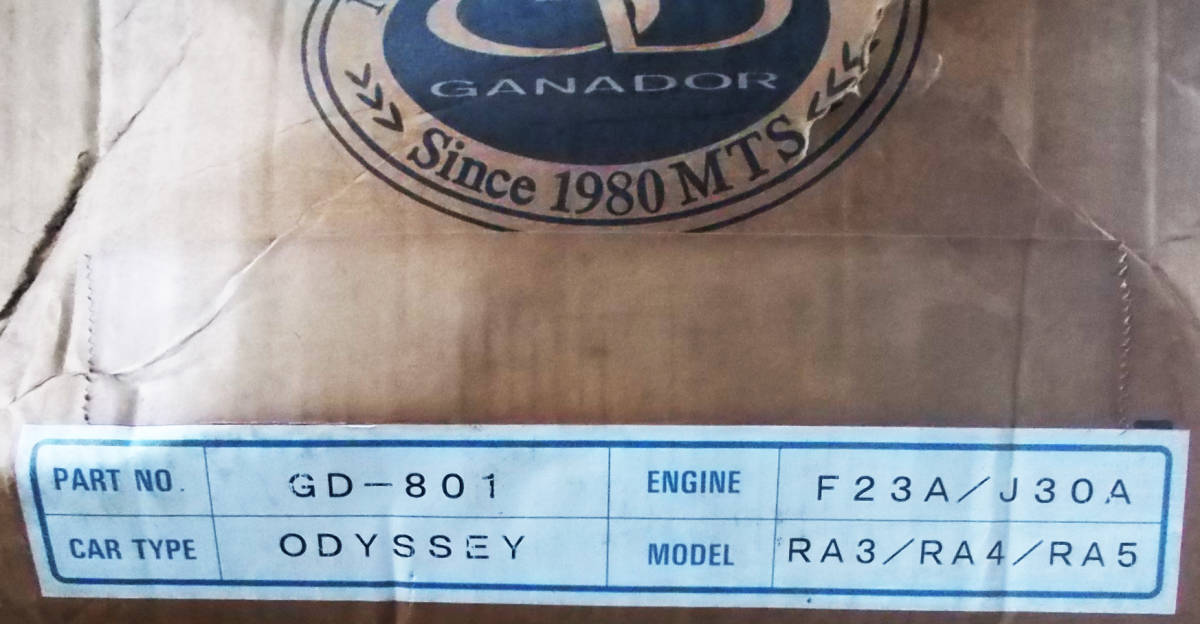 GANADOR
Since 1980 MTS
PART NO. GD-801 ENGINE F23A/J30A
CAR TYPE ODYSSEY MODEL RA3/RA4/RA5